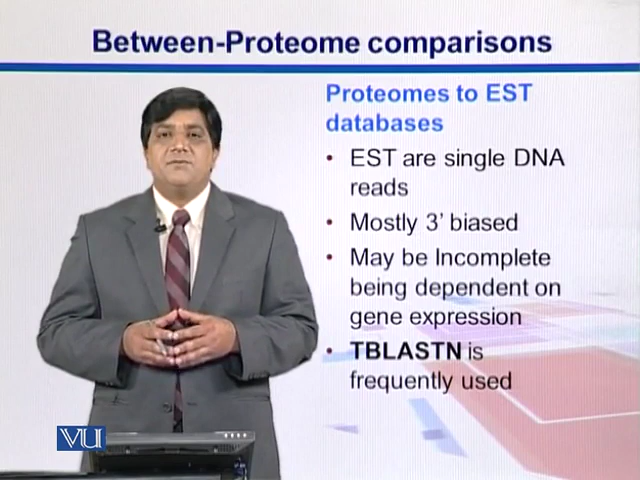 Between-Proteome comparisons
Proteomes to EST
databases
• EST are single DNA
reads
• Mostly 3’ biased
• May be Incomplete
being dependent on
gene expression
• TBLASTN is
frequently used
VU